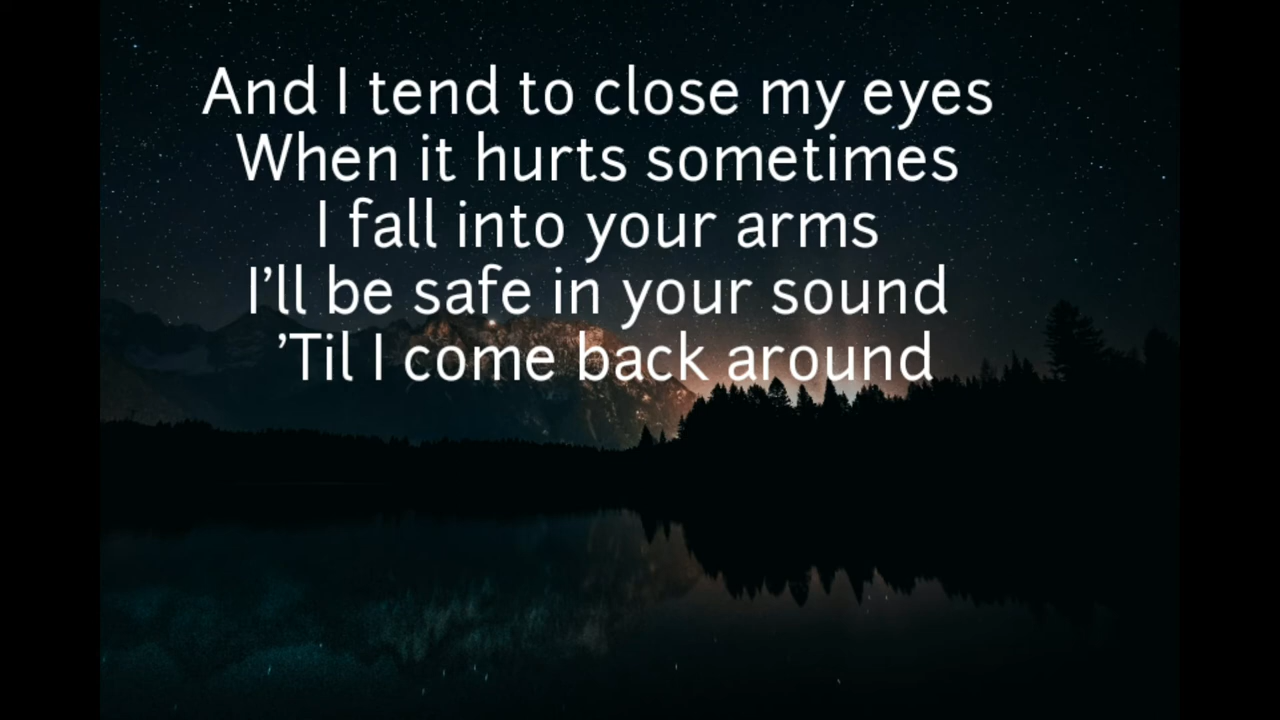 And I tend to close my eyes
When it hurts sometimes
I fall into your arms
I’ll be safe in your sound
’Til I come back around